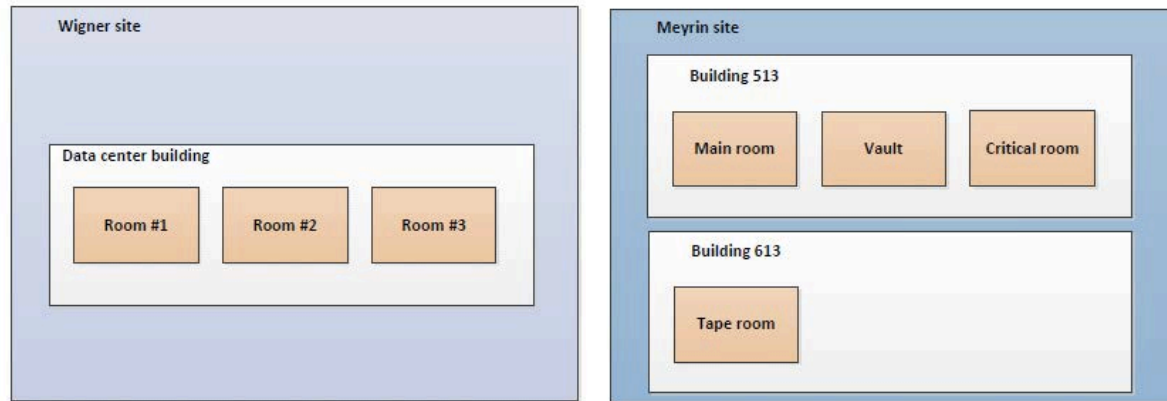 Wigner site
Data center building
Room #1
Room #2
Room #3
Meyrin site
Building 513
Main room
Vault
Critical room
Building 613
Tape room